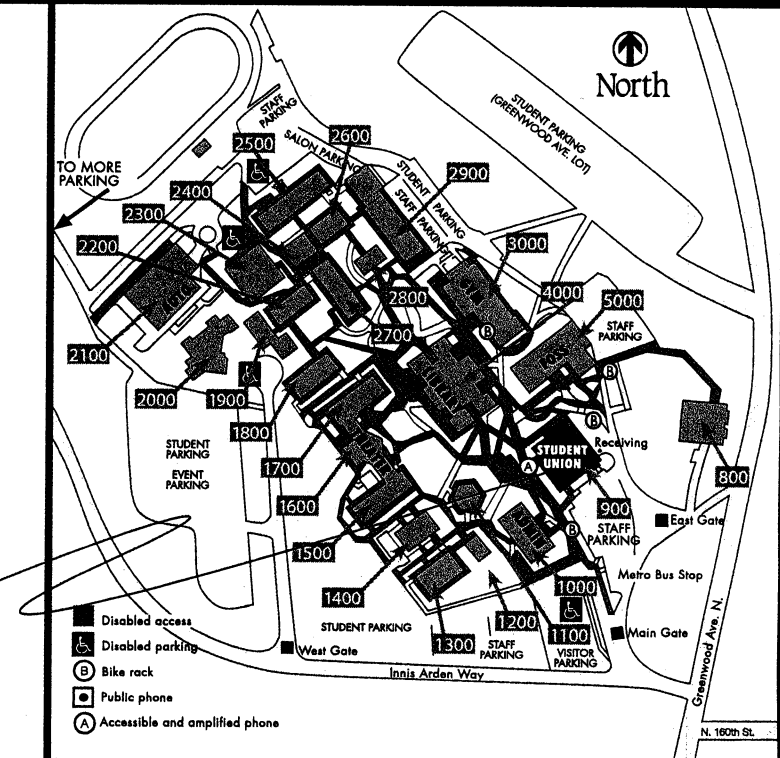 North
STAFF
PARKING
STUDENT PARKING
(GREENWOOD AVE. LOT)
SALON PARKING
2500
2600
TO MORE
PARKING
2400
STUDENT
PARKING
STAFF
PARKING
2900
2300
2200
3000
4000
2800
5000
STAFF
PARKING
2700
2100
2000
1900
1800
STUDENT
PARKING
EVENT
PARKING
STUDENT
UNION
A
B
B
B
B
Receiving
1700
800
1600
900
STAFF
PARKING
East Gate
1500
1400
1000
Metro Bus Stop
1200
1100
1300
STUDENT PARKING
STAFF
PARKING
VISITOR
PARKING
Main Gate
West Gate
Innis Arden Way
Greenwood Ave. N.
N. 160th St.
Disabled access
Disabled parking
B Bike rack
Public phone
A Accessible and amplified phone